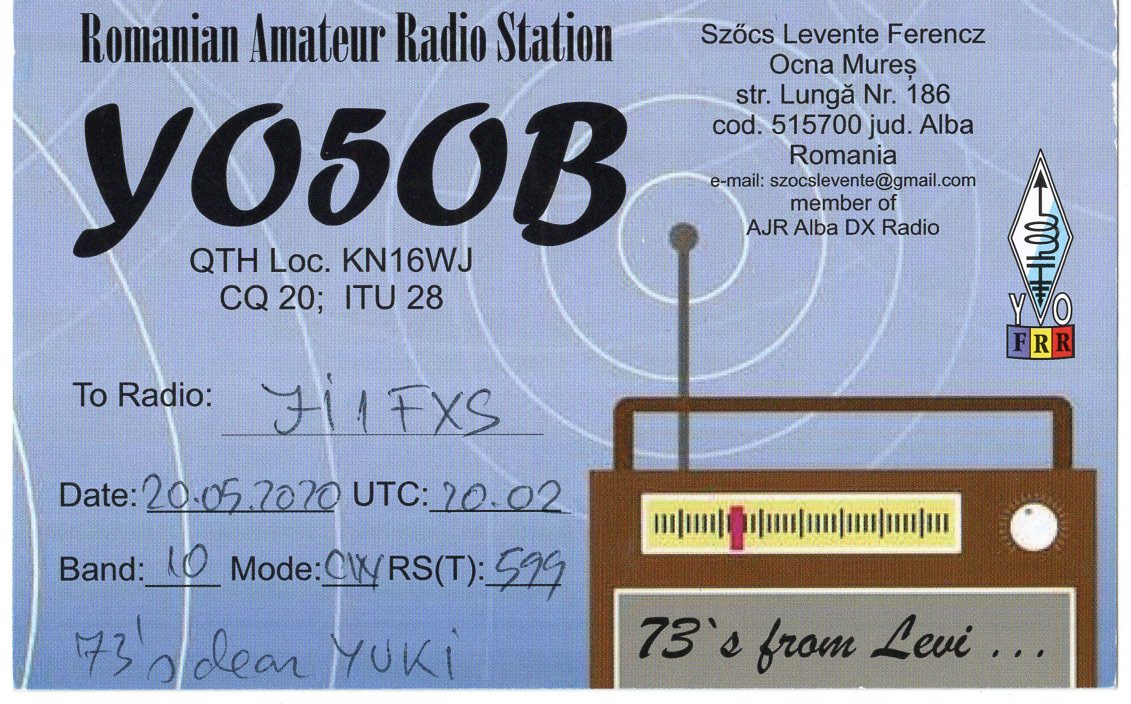 Romanian Amateur Radio Station
YO5OB
QTH Loc. KN16WJ
CQ 20; ITU 28
Szőcs Levente Ferencz
Ocna Mureș
str. Lungă Nr. 186
cod. 515700 jud. Alba
Romania
e-mail: szocslevente@gmail.com
member of
AJR Alba DX Radio
YO
FRR
To Radio: Ji1FXS
Date: 20.05.2020 UTC: 20.02
Band: 10 Mode: CW RS(T): 599
73's dear YUKi
73`s from Levi ...